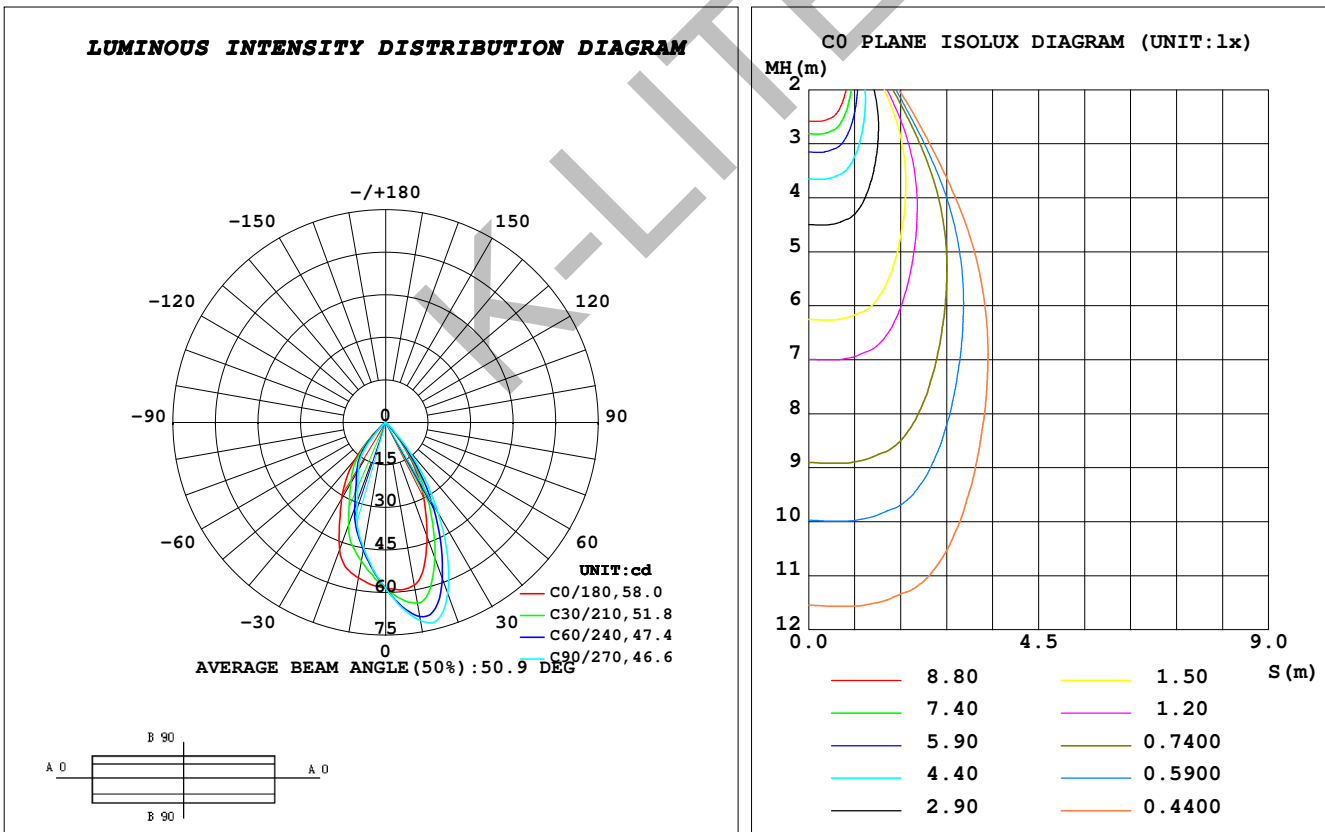 LUMINOUS INTENSITY DISTRIBUTION DIAGRAM
-/+180
-150
150
-120
120
-90
90
-60
60
-30
30
0
0
15
30
45
60
75
UNIT:cd
C0/180,58.0
C30/210,51.8
C60/240,47.4
C90/270,46.6
AVERAGE BEAM ANGLE(50%):50.9 DEG
B 90
A 0
A 0
B 90
C0 PLANE ISOLUX DIAGRAM (UNIT:lx)
MH(m)
2
3
4
5
6
7
8
9
10
11
12
0.0
4.5
9.0
S(m)
8.80
1.50
7.40
1.20
5.90
0.7400
4.40
0.5900
2.90
0.4400
K-LITE